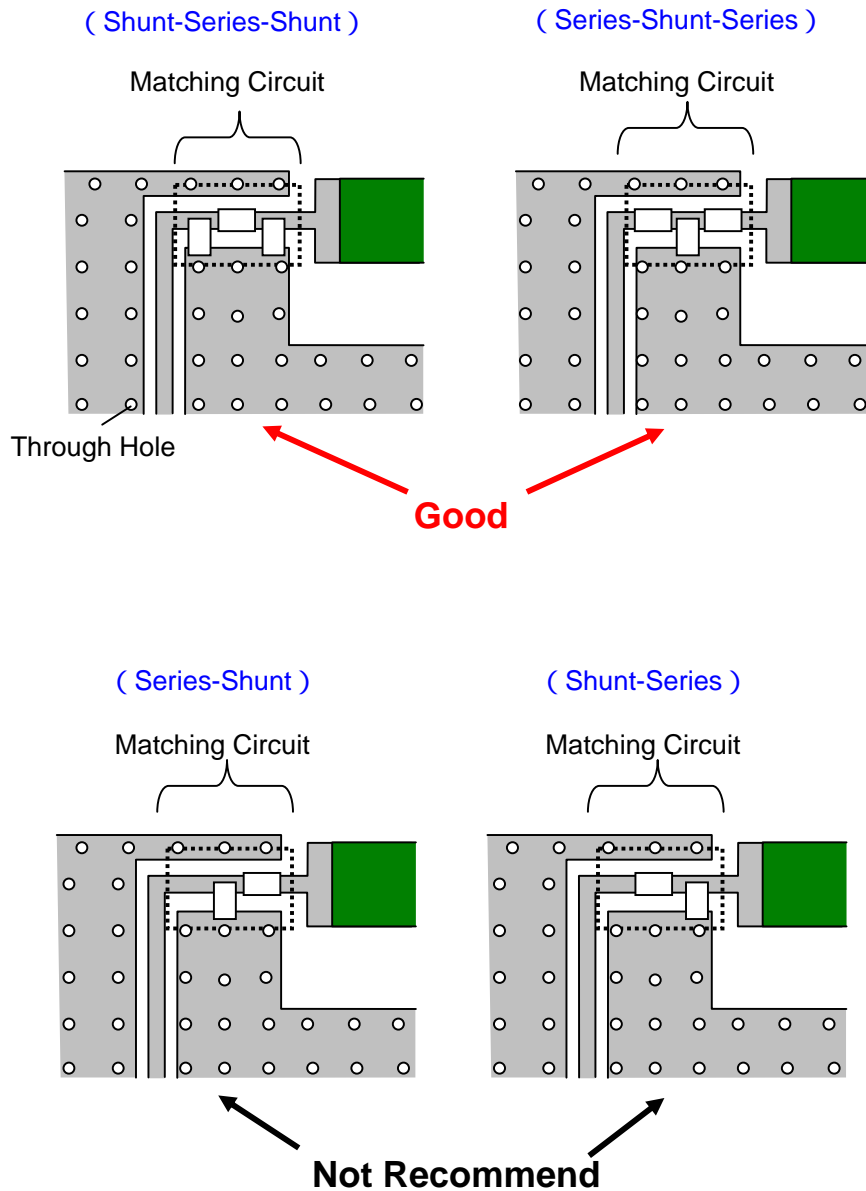 ( Shunt-Series-Shunt )
( Series-Shunt-Series )
Matching Circuit
Matching Circuit
Through Hole
Good
( Series-Shunt )
( Shunt-Series )
Matching Circuit
Matching Circuit
Not Recommend